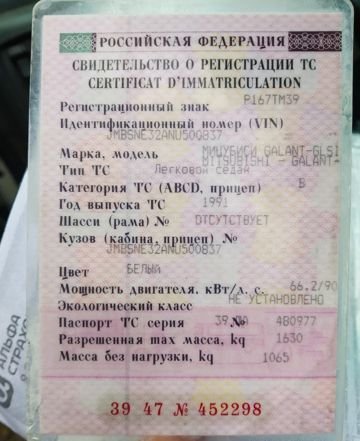 РОССИЙСКАЯ ФЕДЕРАЦИЯ
СВИДЕТЕЛЬСТВО О РЕГИСТРАЦИИ ТС
CERTIFICAT D'IMMATRICULATION
Регистрационный знак Р167ТМ39
Идентификационный номер (VIN)
JMBSNE32ANU500837
Марка, модель МИЦУБИСИ GALANT-GLSI
MITSUBISHI - GALANT-
Тип ТС Легковой седан
Категория ТС (ABCD, прицеп) B
Год выпуска ТС 1991
Шасси (рама) № ОТСУТСТВУЕТ
Кузов (кабина, прицеп) №
JMBSNE32ANU500837
Цвет БЕЛЫЙ
Мощность двигателя, кВт/л. с. 66.2/90
Экологический класс НЕ УСТАНОВЛЕНО
Паспорт ТС серия 39 № 480977
Разрешенная max масса, kg 1630
Масса без нагрузки, kg 1065
39 47 № 452298
АЛЬФА
СТРАХО